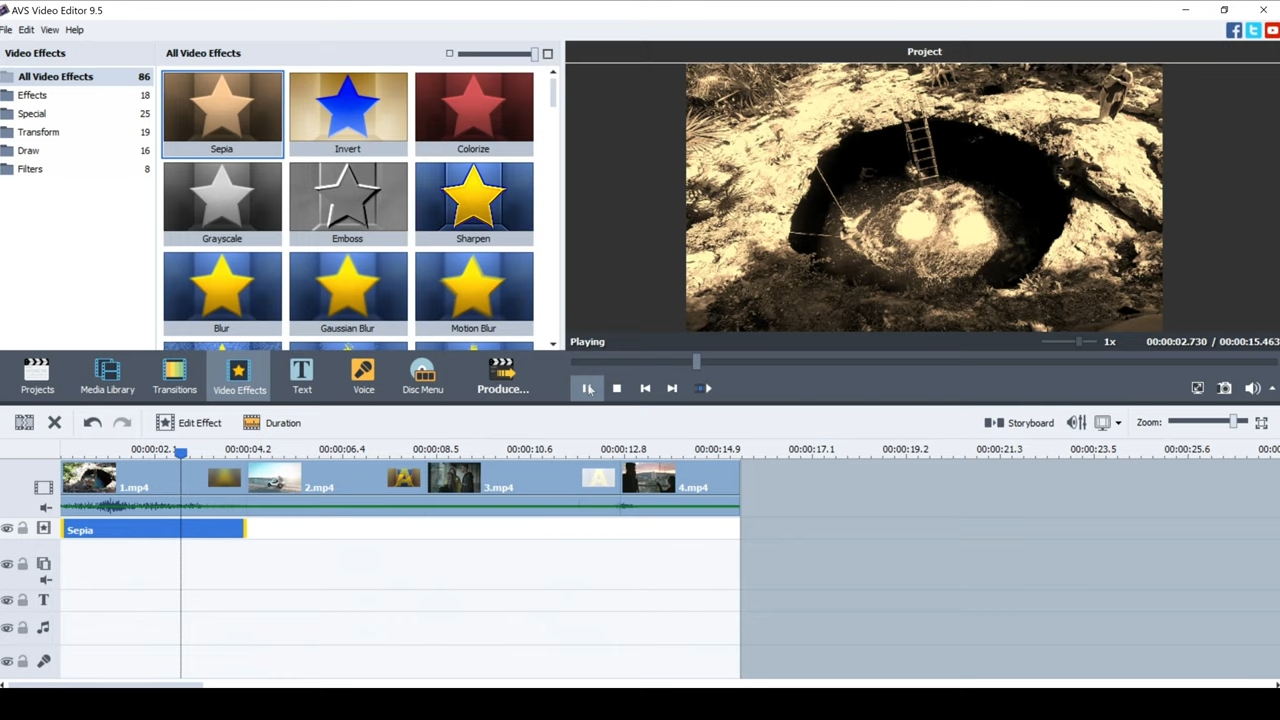 AVS Video Editor 9.5
File Edit View Help
Video Effects
All Video Effects
Project
All Video Effects 86
Effects 18
Special 25
Transform 19
Draw 16
Filters 8
Sepia
Invert
Colorize
Grayscale
Emboss
Sharpen
Blur
Gaussian Blur
Motion Blur
Playing
1x
00:00:02.730 / 00:00:15.463
Projects
Media Library
Transitions
Video Effects
Text
Voice
Disc Menu
Produce...
Edit Effect
Duration
Storyboard
Zoom:
00:00:02.1 00:00:04.2 00:00:06.4 00:00:08.5 00:00:10.6 00:00:12.8 00:00:14.9 00:00:17.1 00:00:19.2 00:00:21.3 00:00:23.5 00:00:25.6 00:00
1.mp4 2.mp4 3.mp4 4.mp4
Sepia
T